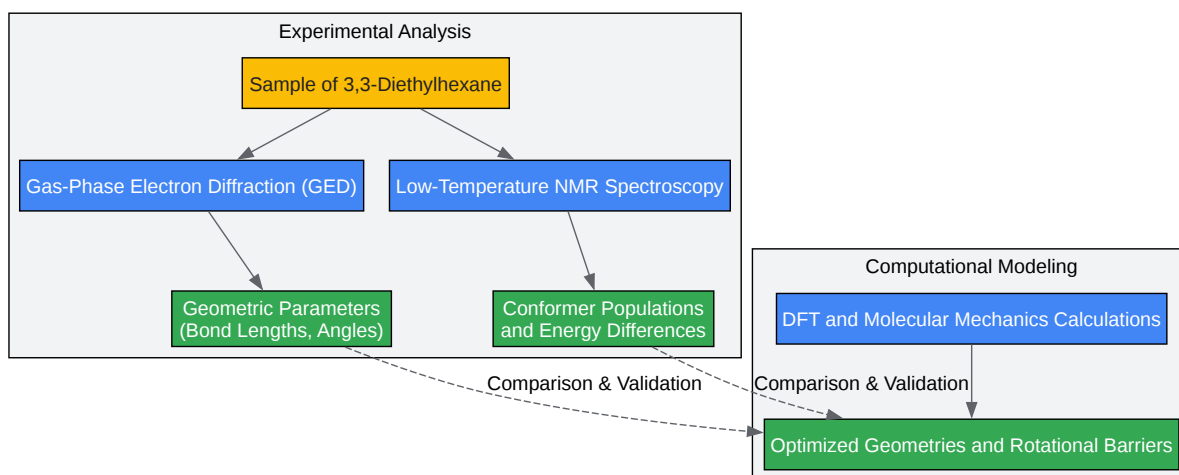 Experimental Analysis
Sample of 3,3-Diethylhexane
Gas-Phase Electron Diffraction (GED)
Low-Temperature NMR Spectroscopy
Geometric Parameters
(Bond Lengths, Angles)
Conformer Populations
and Energy Differences
Computational Modeling
DFT and Molecular Mechanics Calculations
Comparison & Validation
Comparison & Validation
Optimized Geometries and Rotational Barriers